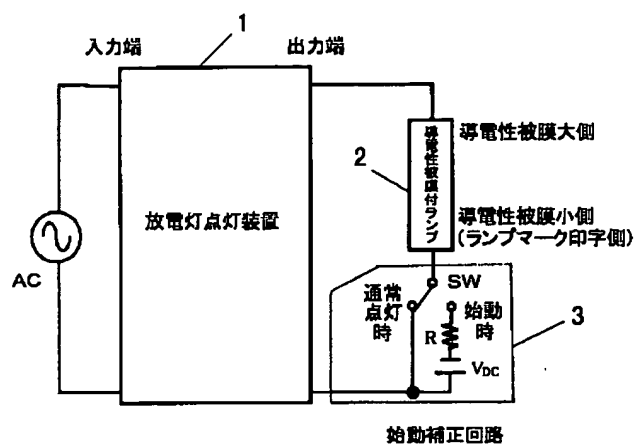 1
入力端
出力端
放電灯点灯装置
AC
2
導電性被膜付ランプ
導電性被膜大側
導電性被膜小側
(ランプマーク印字側)
SW
通常
点灯
時
始動
時
R
VDC
3
始動補正回路